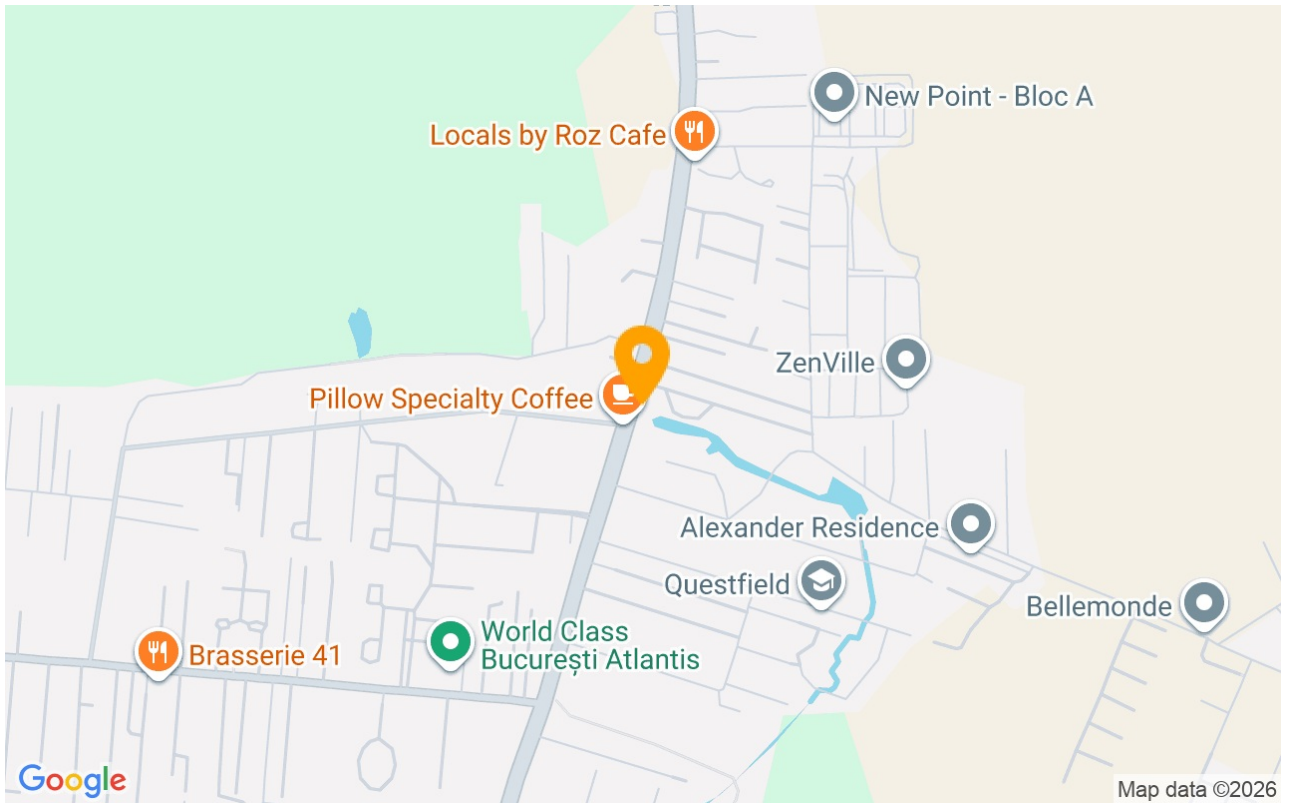 New Point - Bloc A
Locals by Roz Cafe
ZenVille
Pillow Specialty Coffee
Alexander Residence
Questfield
Bellemonde
World Class
București Atlantis
Brasserie 41
Google
Map data ©2026